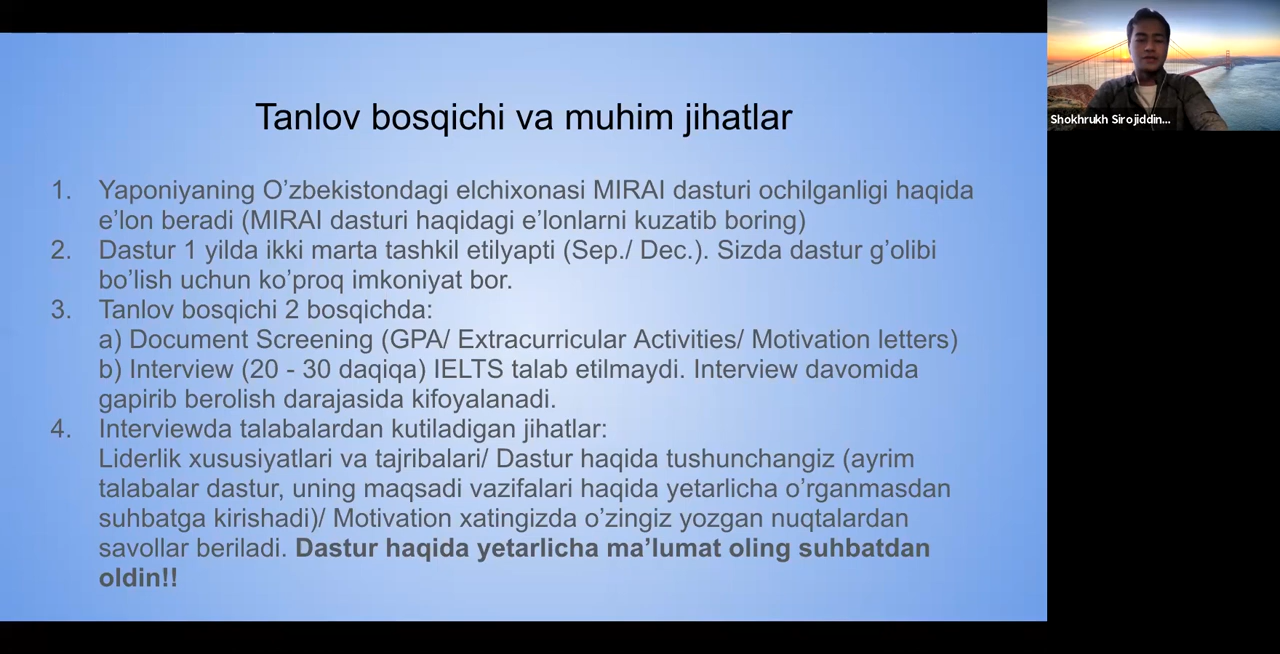 Tanlov bosqichi va muhim jihatlar
1. Yaponiyaning O’zbekistondagi elchixonasi MIRAI dasturi ochilganligi haqida
e’lon beradi (MIRAI dasturi haqidagi e’lonlarni kuzatib boring)
2. Dastur 1 yilda ikki marta tashkil etilyapti (Sep./ Dec.). Sizda dastur g’olibi
bo’lish uchun ko’proq imkoniyat bor.
3. Tanlov bosqichi 2 bosqichda:
a) Document Screening (GPA/ Extracurricular Activities/ Motivation letters)
b) Interview (20 - 30 daqiqa) IELTS talab etilmaydi. Interview davomida
gapirib berolish darajasida kifoyalanadi.
4. Interviewda talabalardan kutiladigan jihatlar:
Liderlik xususiyatlari va tajribalari/ Dastur haqida tushunchangiz (ayrim
talabalar dastur, uning maqsadi vazifalari haqida yetarlicha o’rganmasdan
suhbatga kirishadi)/ Motivation xatingizda o’zingiz yozgan nuqtalardan
savollar beriladi. Dastur haqida yetarlicha ma’lumat oling suhbatdan
oldin!!
Shokhrukh Sirojiddin...